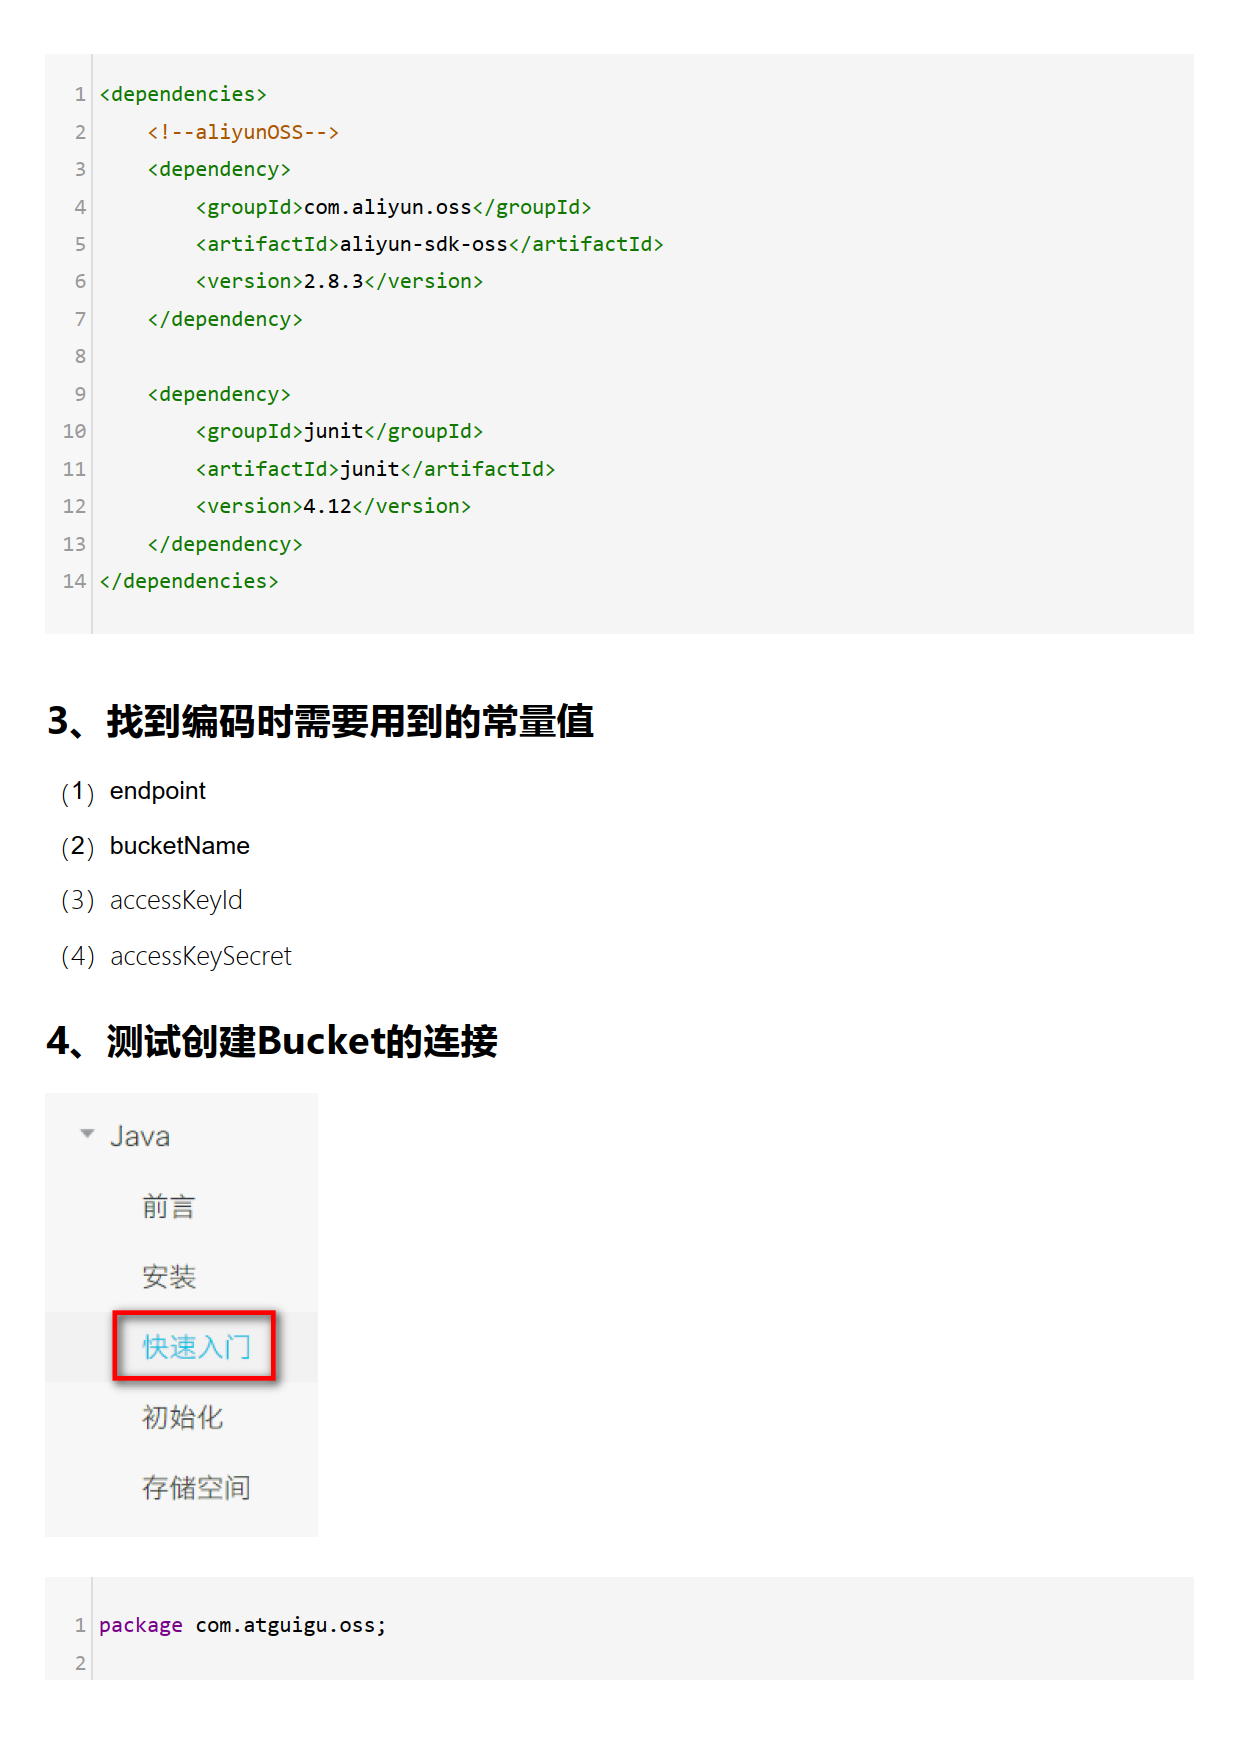 1 <dependencies>
2     <!--aliyunOSS-->
3     <dependency>
4         <groupId>com.aliyun.oss</groupId>
5         <artifactId>aliyun-sdk-oss</artifactId>
6         <version>2.8.3</version>
7     </dependency>
8
9     <dependency>
10         <groupId>junit</groupId>
11         <artifactId>junit</artifactId>
12         <version>4.12</version>
13     </dependency>
14 </dependencies>
3、找到编码时需要用到的常量值
（1）endpoint
（2）bucketName
（3）accessKeyId
（4）accessKeySecret
4、测试创建Bucket的连接
Java
前言
安装
快速入门
初始化
存储空间
1 package com.atguigu.oss;
2